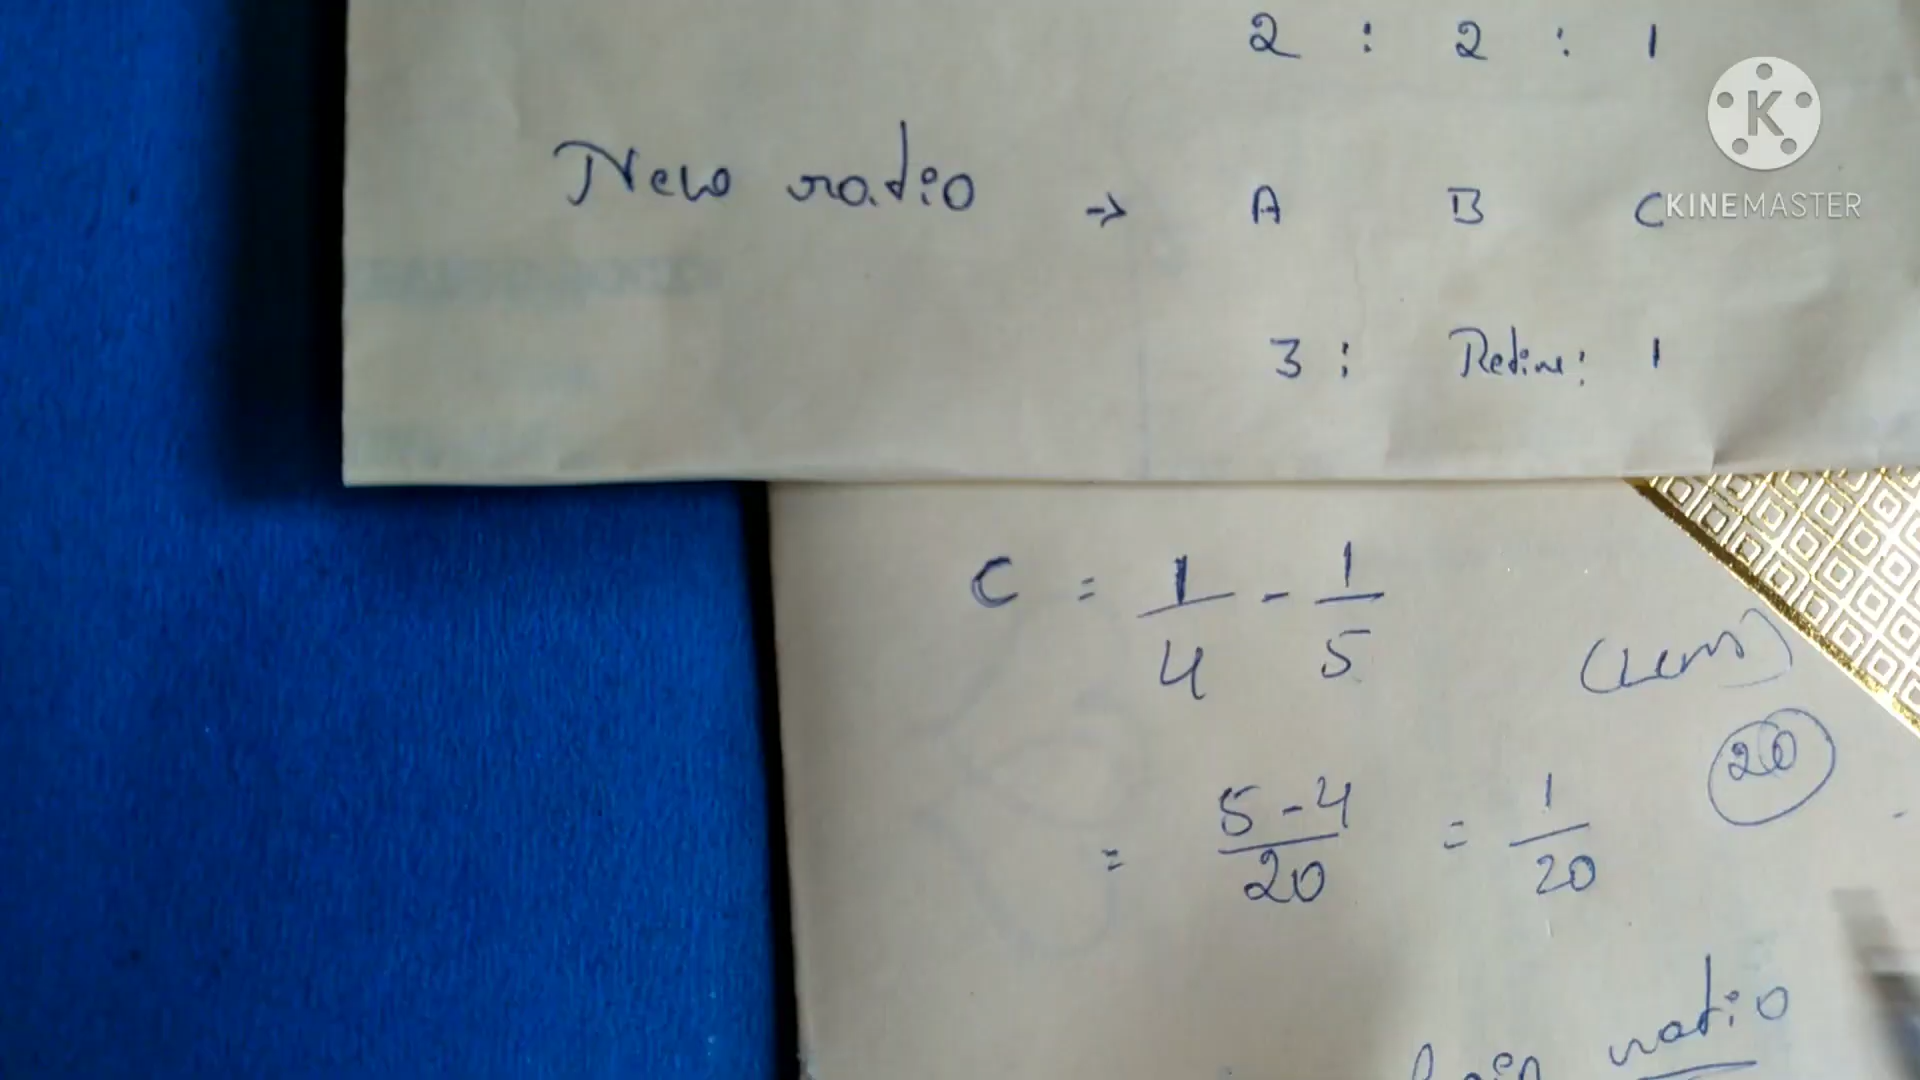 2 : 2 : 1
New ratio → A B C
KINEMASTER
3 : Retire : 1
C = 1/4 - 1/5
(Lcm)
20
= 5-4/20 = 1/20
Gain ratio